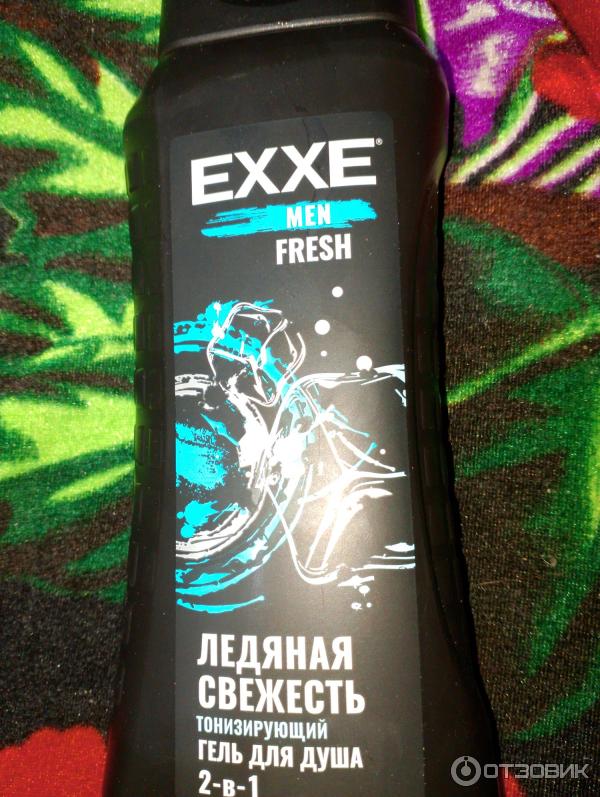 EXXE®
MEN
FRESH
ЛЕДЯНАЯ
СВЕЖЕСТЬ
ТОНИЗИРУЮЩИЙ
ГЕЛЬ ДЛЯ ДУША
2-в-1
ОТЗОВИК